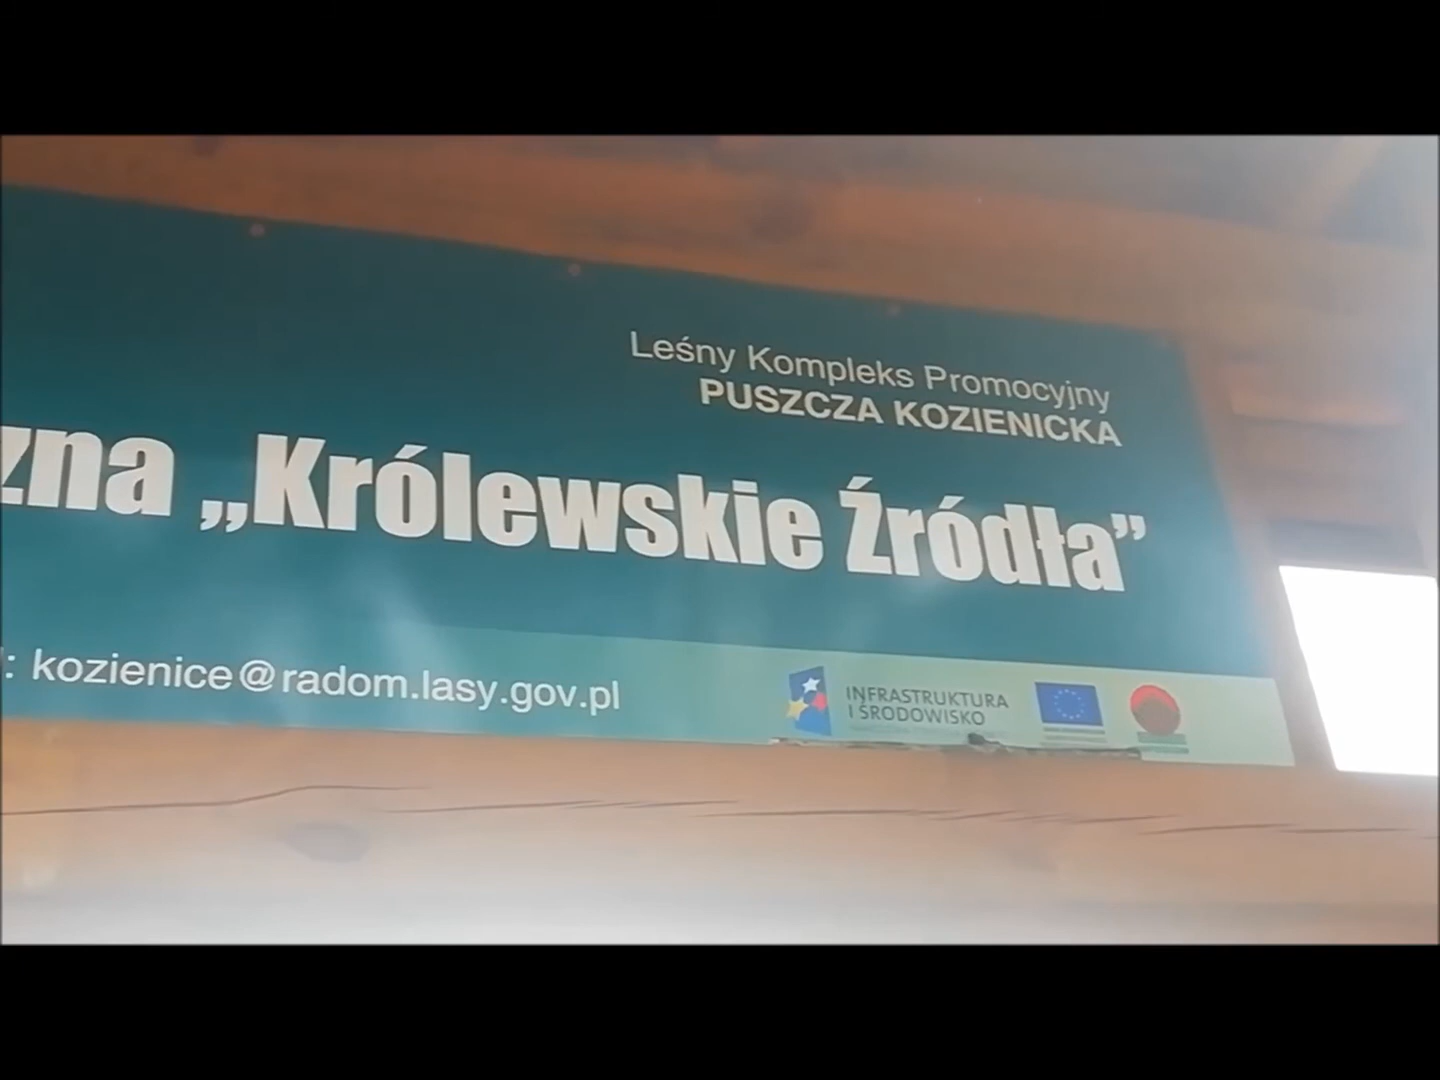 Leśny Kompleks Promocyjny
PUSZCZA KOZIENICKA
zna „Królewskie Źródła”
: kozienice@radom.lasy.gov.pl
INFRASTRUKTURA
I ŚRODOWISKO